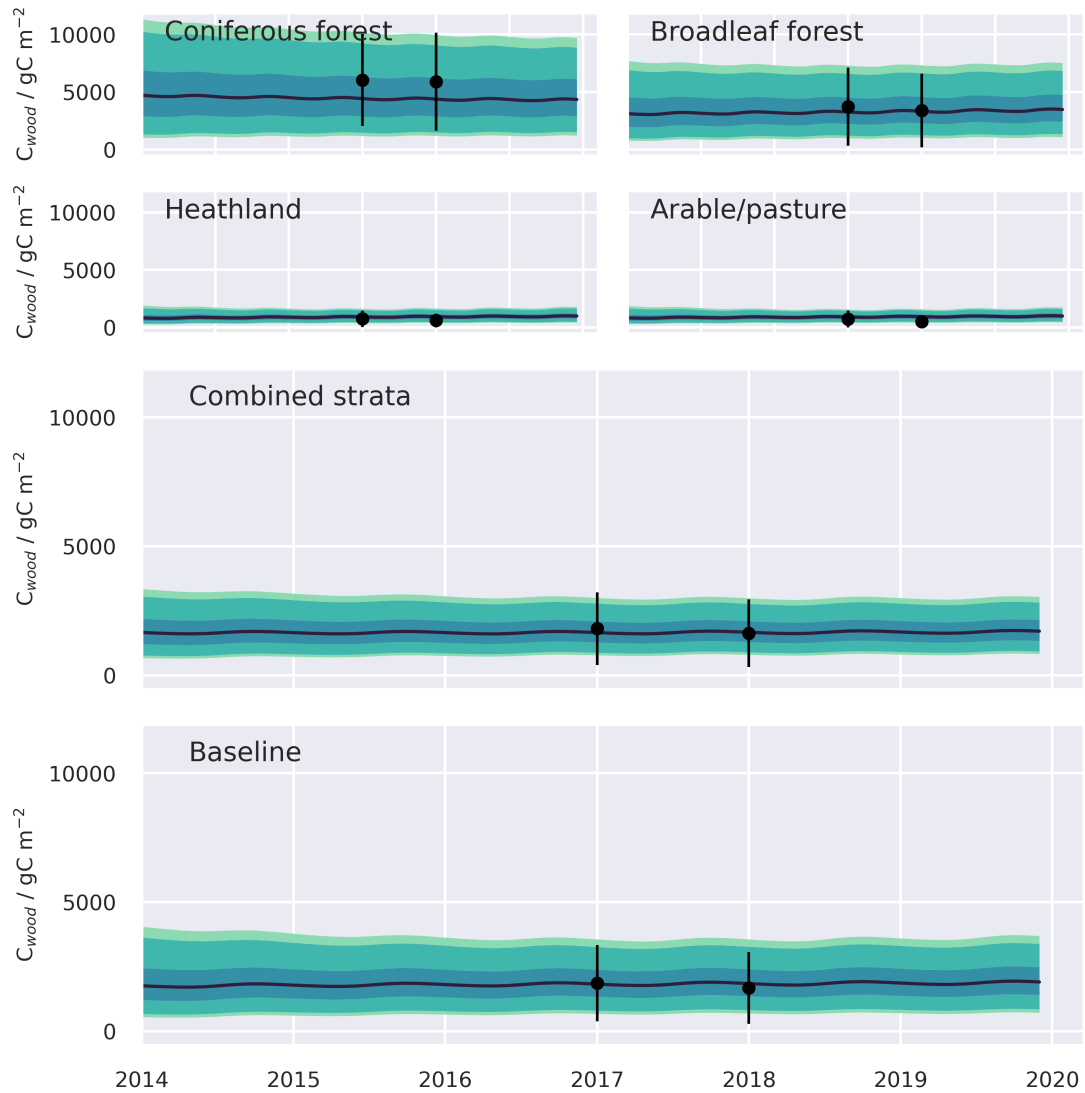 Coniferous forest
Broadleaf forest
C_wood / gC m⁻²
10000
5000
0
Heathland
Arable/pasture
C_wood / gC m⁻²
10000
5000
0
Combined strata
C_wood / gC m⁻²
10000
5000
0
Baseline
C_wood / gC m⁻²
10000
5000
0
2014 2015 2016 2017 2018 2019 2020